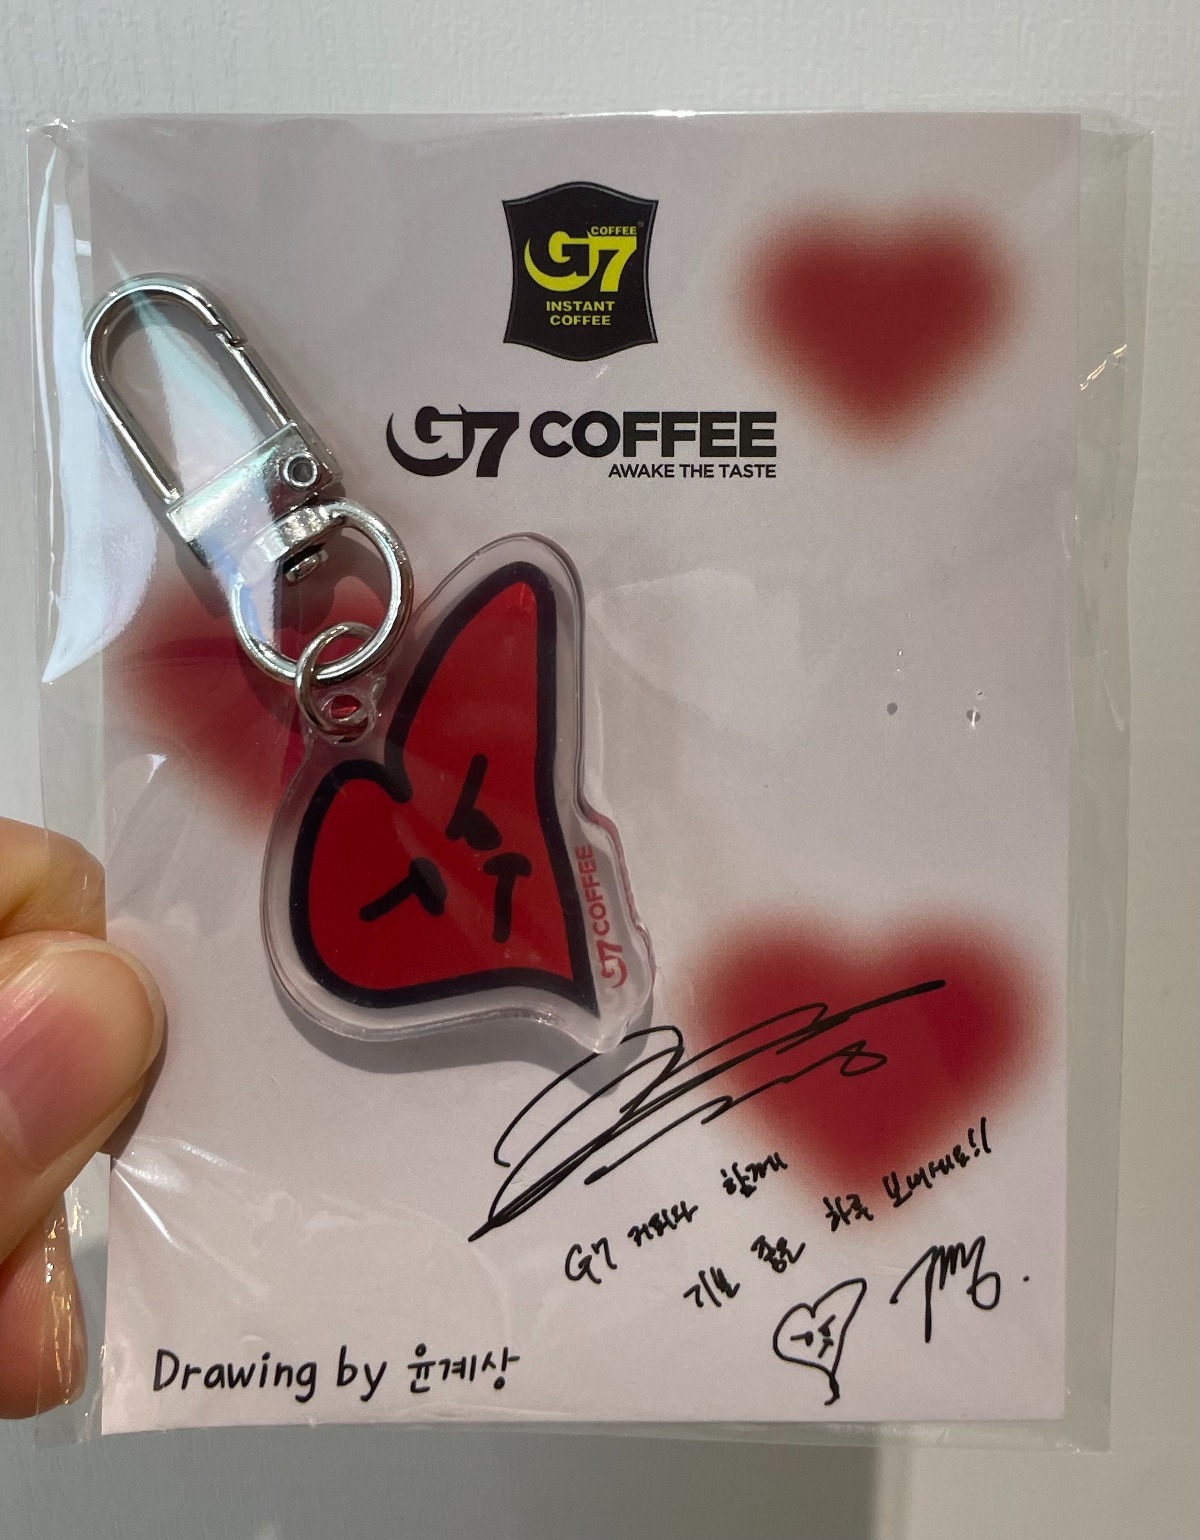 COFFEE
G7
INSTANT
COFFEE
G7 COFFEE
AWAKE THE TASTE
G7 COFFEE
G7 커피와 함께
기분 좋은 하루 보내세요!!
Drawing by 윤계상